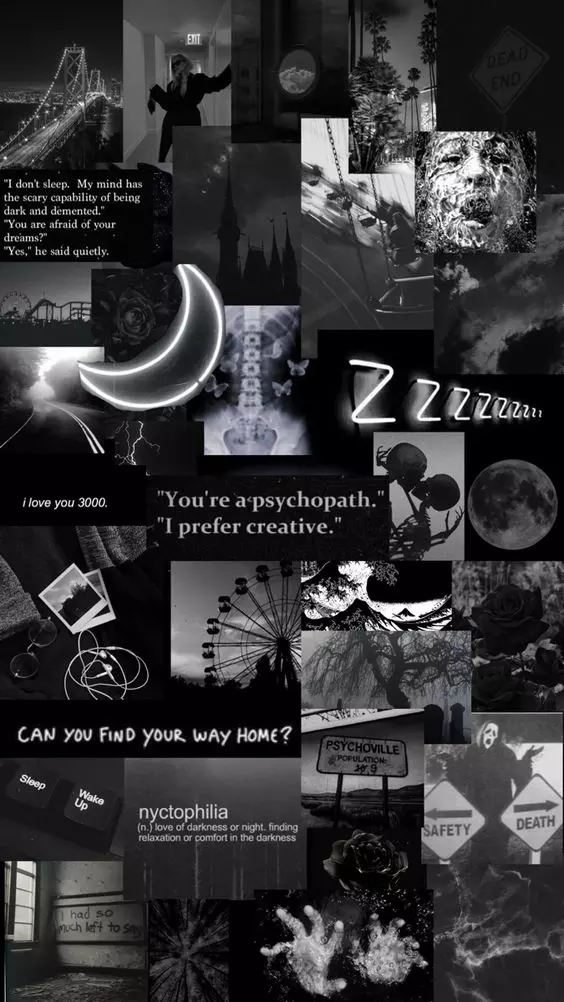 EXIT
DEAD
END
"I don't sleep. My mind has
the scary capability of being
dark and demented."
"You are afraid of your
dreams?"
"Yes," he said quietly.
Z Z Z Z Z Z Z Z Z
i love you 3000.
"You're a psychopath."
"I prefer creative."
CAN YOU FIND YOUR WAY HOME?
PSYCHOVILLE
POPULATION:
10 9
Sleep
Wake
Up
nyctophilia
(n.) love of darkness or night. finding
relaxation or comfort in the darkness
SAFETY
DEATH
I had so
much left to say